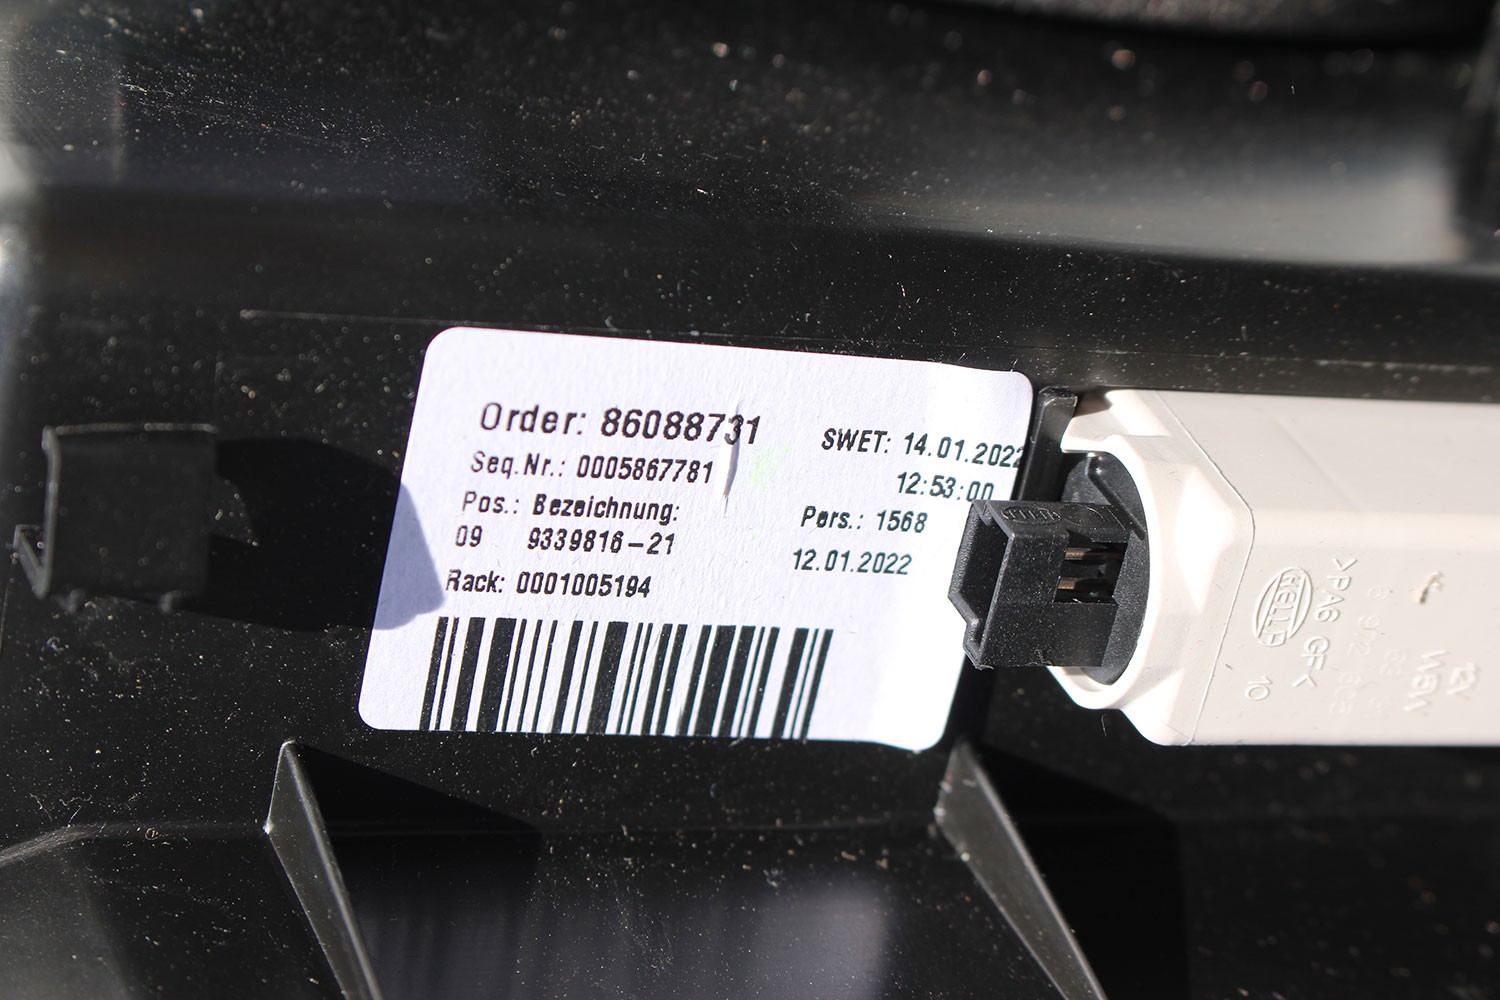 Order: 86088731
Seq.Nr.: 0005867781
Pos.: Bezeichnung:
09 9339816-21
Rack: 0001005194
SWET: 14.01.2022
12:53:00
Pers.: 1568
12.01.2022
HELLA
>PA6 GF<
10
12V